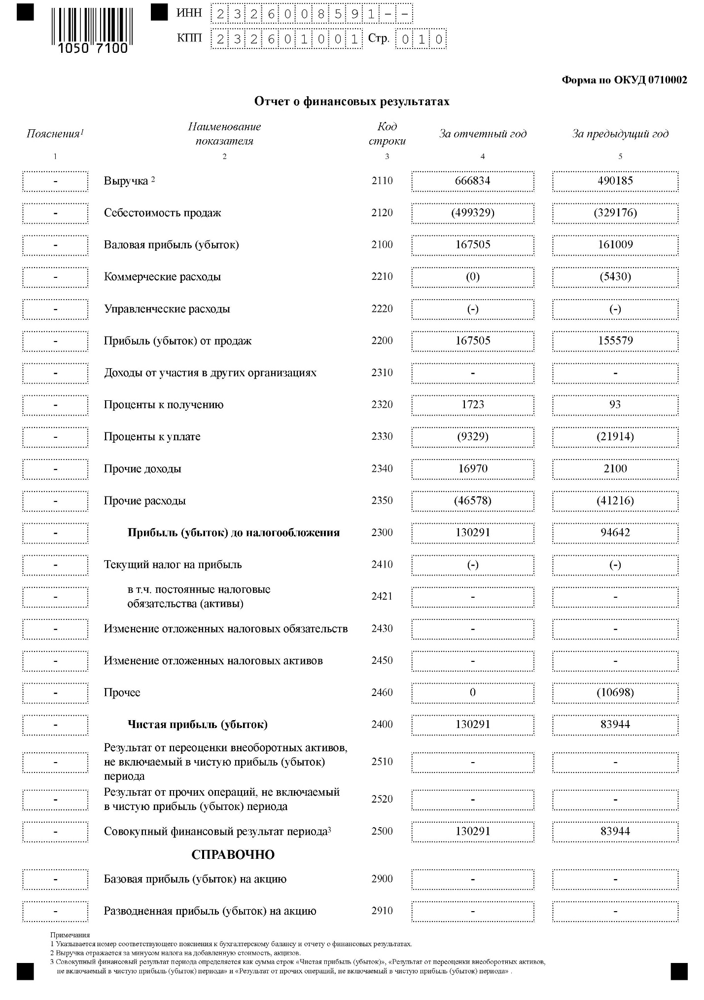 ИНН 2326008591--
КПП 232601001 Стр. 010
1050 7100
Форма по ОКУД 0710002
Отчет о финансовых результатах
Пояснения1 Наименование показателя Код строки За отчетный год За предыдущий год
1 2 3 4 5
- Выручка 2 2110 666834 490185
- Себестоимость продаж 2120 (499329) (329176)
- Валовая прибыль (убыток) 2100 167505 161009
- Коммерческие расходы 2210 (0) (5430)
- Управленческие расходы 2220 (-) (-)
- Прибыль (убыток) от продаж 2200 167505 155579
- Доходы от участия в других организациях 2310 - -
- Проценты к получению 2320 1723 93
- Проценты к уплате 2330 (9329) (21914)
- Прочие доходы 2340 16970 2100
- Прочие расходы 2350 (46578) (41216)
- Прибыль (убыток) до налогообложения 2300 130291 94642
- Текущий налог на прибыль 2410 (-) (-)
- в т.ч. постоянные налоговые
обязательства (активы) 2421 - -
- Изменение отложенных налоговых обязательств 2430 - -
- Изменение отложенных налоговых активов 2450 - -
- Прочее 2460 0 (10698)
- Чистая прибыль (убыток) 2400 130291 83944
Результат от переоценки внеоборотных активов,
- не включаемый в чистую прибыль (убыток) 2510 - -
периода
- Результат от прочих операций, не включаемый
в чистую прибыль (убыток) периода 2520 - -
- Совокупный финансовый результат периода3 2500 130291 83944
СПРАВОЧНО
- Базовая прибыль (убыток) на акцию 2900 - -
- Разводненная прибыль (убыток) на акцию 2910 - -
Примечания
1 Указывается номер соответствующего пояснения к бухгалтерскому балансу и отчету о финансовых результатах.
2 Выручка отражается за минусом налога на добавленную стоимость, акцизов.
3 Совокупный финансовый результат периода определяется как сумма строк «Чистая прибыль (убыток)», «Результат от переоценки внеоборотных активов,
не включаемый в чистую прибыль (убыток) периода» и «Результат от прочих операций, не включаемый в чистую прибыль (убыток) периода» .